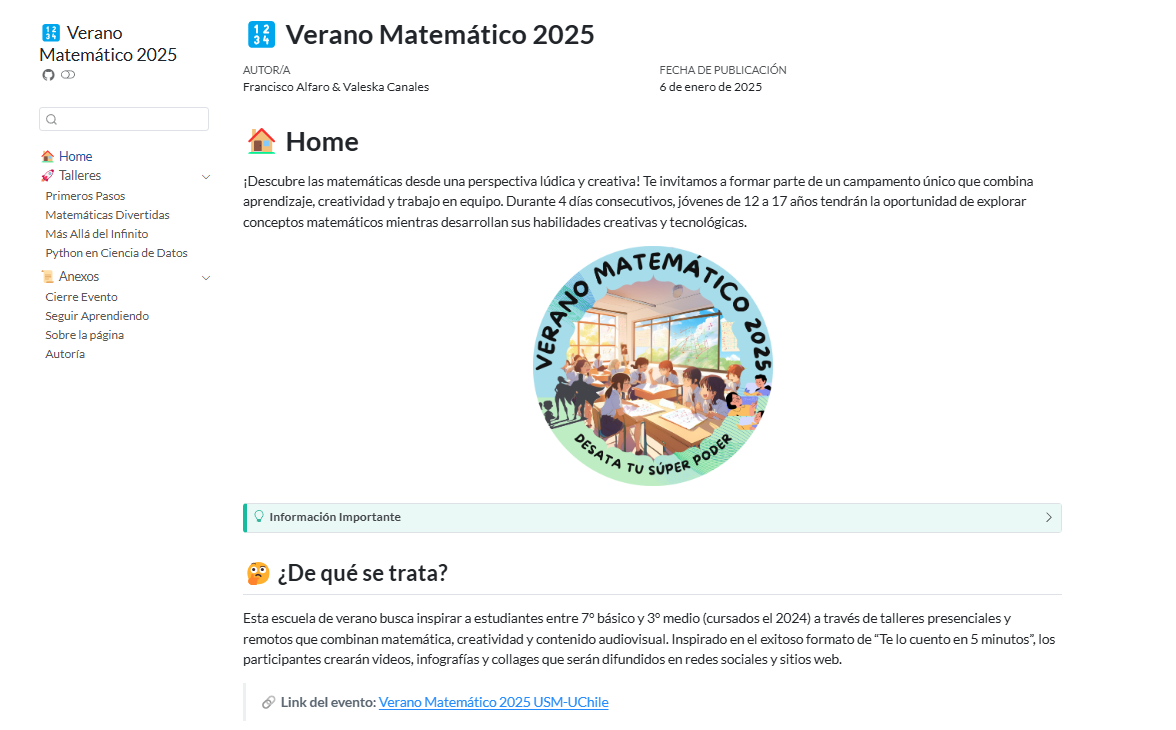 Verano
Matemático 2025
Home
Talleres
Primeros Pasos
Matemáticas Divertidas
Más Allá del Infinito
Python en Ciencia de Datos
Anexos
Cierre Evento
Seguir Aprendiendo
Sobre la página
Autoría
1 2 3 4 Verano Matemático 2025
AUTOR/A
Francisco Alfaro & Valeska Canales
FECHA DE PUBLICACIÓN
6 de enero de 2025
Home
¡Descubre las matemáticas desde una perspectiva lúdica y creativa! Te invitamos a formar parte de un campamento único que combina
aprendizaje, creatividad y trabajo en equipo. Durante 4 días consecutivos, jóvenes de 12 a 17 años tendrán la oportunidad de explorar
conceptos matemáticos mientras desarrollan sus habilidades creativas y tecnológicas.
VERANO MATEMÁTICO 2025
DESATA TU SÚPER PODER
Información Importante
¿De qué se trata?
Esta escuela de verano busca inspirar a estudiantes entre 7° básico y 3° medio (cursados el 2024) a través de talleres presenciales y
remotos que combinan matemática, creatividad y contenido audiovisual. Inspirado en el exitoso formato de “Te lo cuento en 5 minutos”, los
participantes crearán videos, infografías y collages que serán difundidos en redes sociales y sitios web.
Link del evento: Verano Matemático 2025 USM-UChile